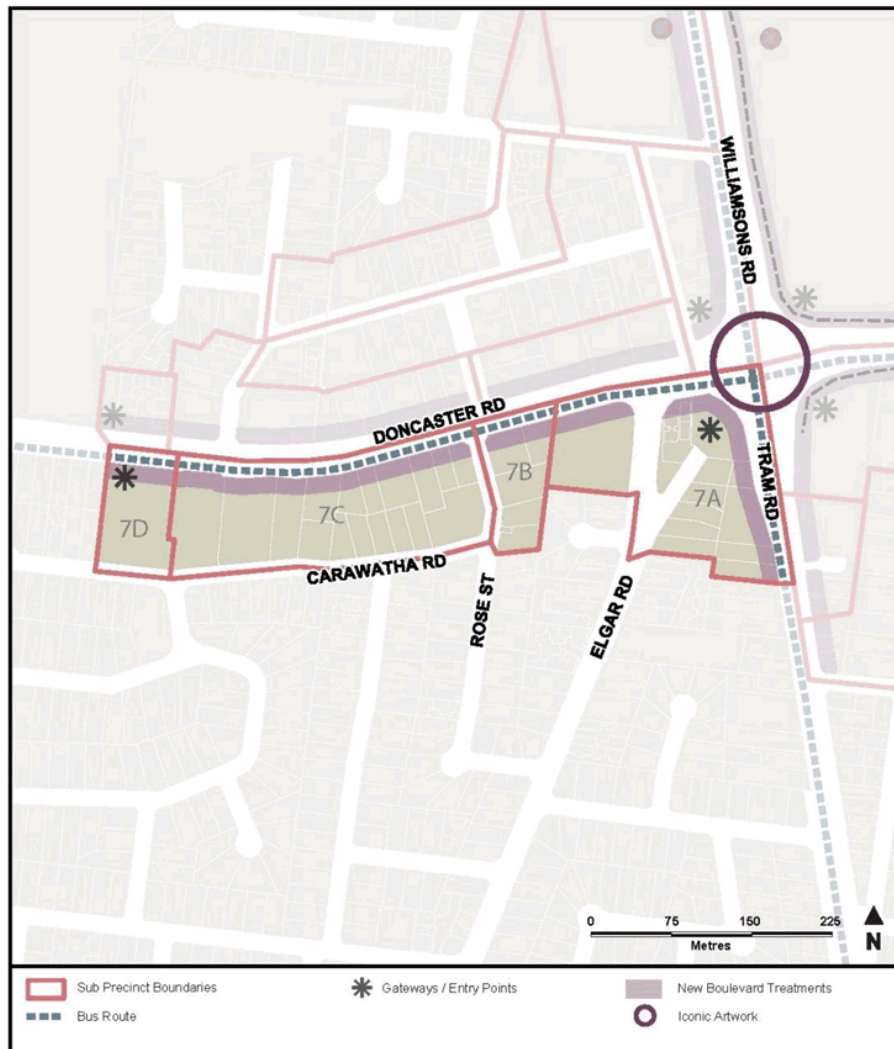 WILLIAMSONS RD
DONCASTER RD
TRAM RD
7B
7A
7C
7D
CARAWATHA RD
ROSE ST
ELGAR RD
0 75 150 225
Metres
N
Sub Precinct Boundaries
Gateways / Entry Points
New Boulevard Treatments
Bus Route
Iconic Artwork